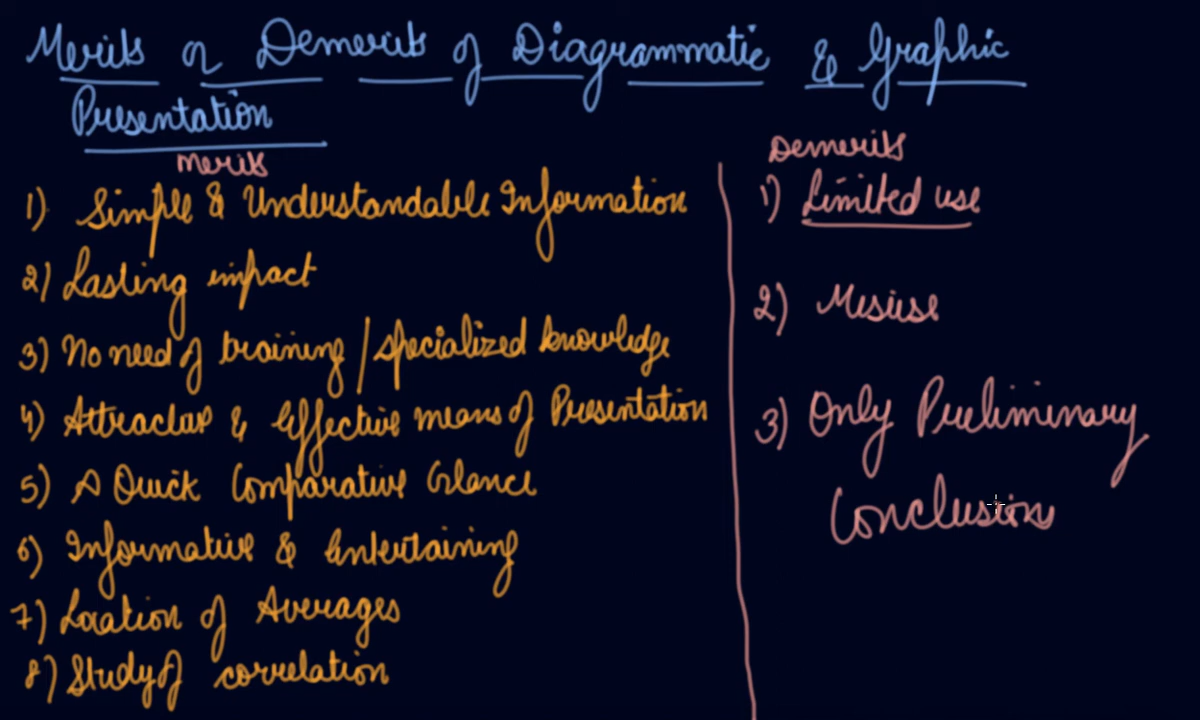 Merits or Demerits of Diagrammatic & Graphic
Presentation
Merits
1) Simple & Understandable Information
2) Lasting impact
3) No need of training / specialized knowledge
4) Attractive & Effective means of Presentation
5) A Quick Comparative Glance
6) Informative & Entertaining
7) Location of Averages
8) Study of correlation
Demerits
1) Limited use
2) Misuse
3) Only Preliminary
Conclusions